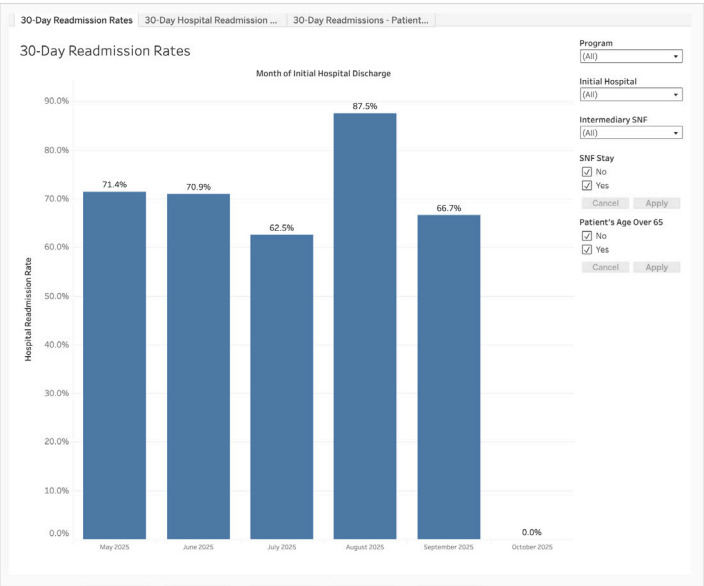 30-Day Readmission Rates
30-Day Hospital Readmission ...
30-Day Readmissions - Patient...
30-Day Readmission Rates
Month of Initial Hospital Discharge
Hospital Readmission Rate
90.0%
80.0%
70.0%
60.0%
50.0%
40.0%
30.0%
20.0%
10.0%
0.0%
71.4%
70.9%
62.5%
87.5%
66.7%
0.0%
May 2025
June 2025
July 2025
August 2025
September 2025
October 2025
Program
(All)
Initial Hospital
(All)
Intermediary SNF
(All)
SNF Stay
No
Yes
Cancel Apply
Patient's Age Over 65
No
Yes
Cancel Apply